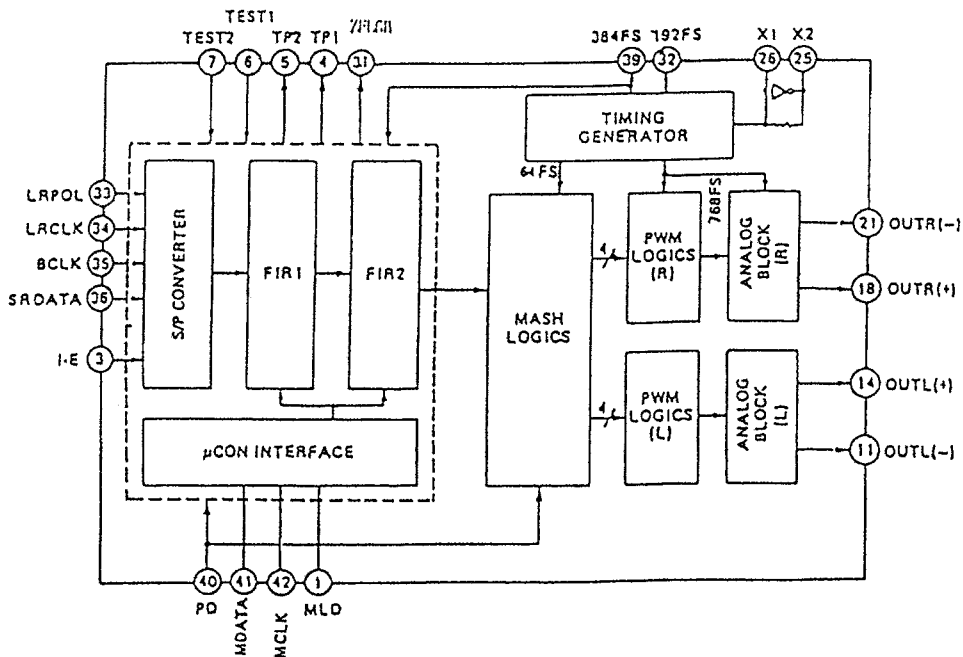 TEST1
TEST2
TP2
TP1
384FS
192FS
X1
X2
7
6
5
4
31
39
32
26
25
TIMING
GENERATOR
64FS
768FS
LRPOL
33
LRCLK
34
BCLK
35
SRDATA
36
3
S/P CONVERTER
FIR1
FIR2
MASH LOGICS
4
PWM
LOGICS
(R)
ANALOG
BLOCK
(R)
21
OUTR(-)
18
OUTR(+)
4
PWM
LOGICS
(L)
ANALOG
BLOCK
(L)
14
OUTL(+)
11
OUTL(-)
µCON INTERFACE
40
41
42
1
PD
MDATA
MCLK
MLD